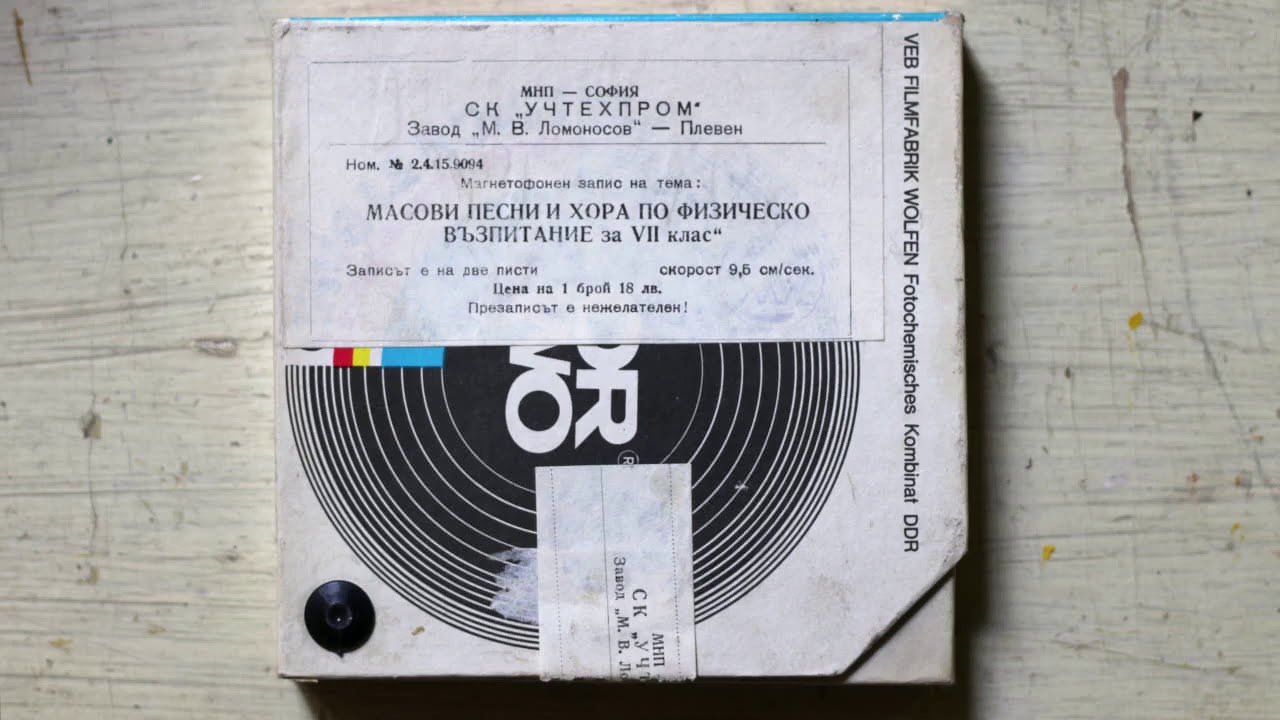 МНП — СОФИЯ
СК „УЧТЕХПРОМ“
Завод „М. В. Ломоносов“ — Плевен
Ном. № 2.4.15.9094
Магнетофонен запис на тема:
МАСОВИ ПЕСНИ И ХОРА ПО ФИЗИЧЕСКО
ВЪЗПИТАНИЕ за VII клас“
Записът е на две писти скорост 9,5 см/сек.
Цена на 1 брой 18 лв.
Презаписът е нежелателен!
VEB FILMFABRIK WOLFEN Fotochemisches Kombinat DDR
®
МНП
СК „УЧТ
Завод „М. В. Ло